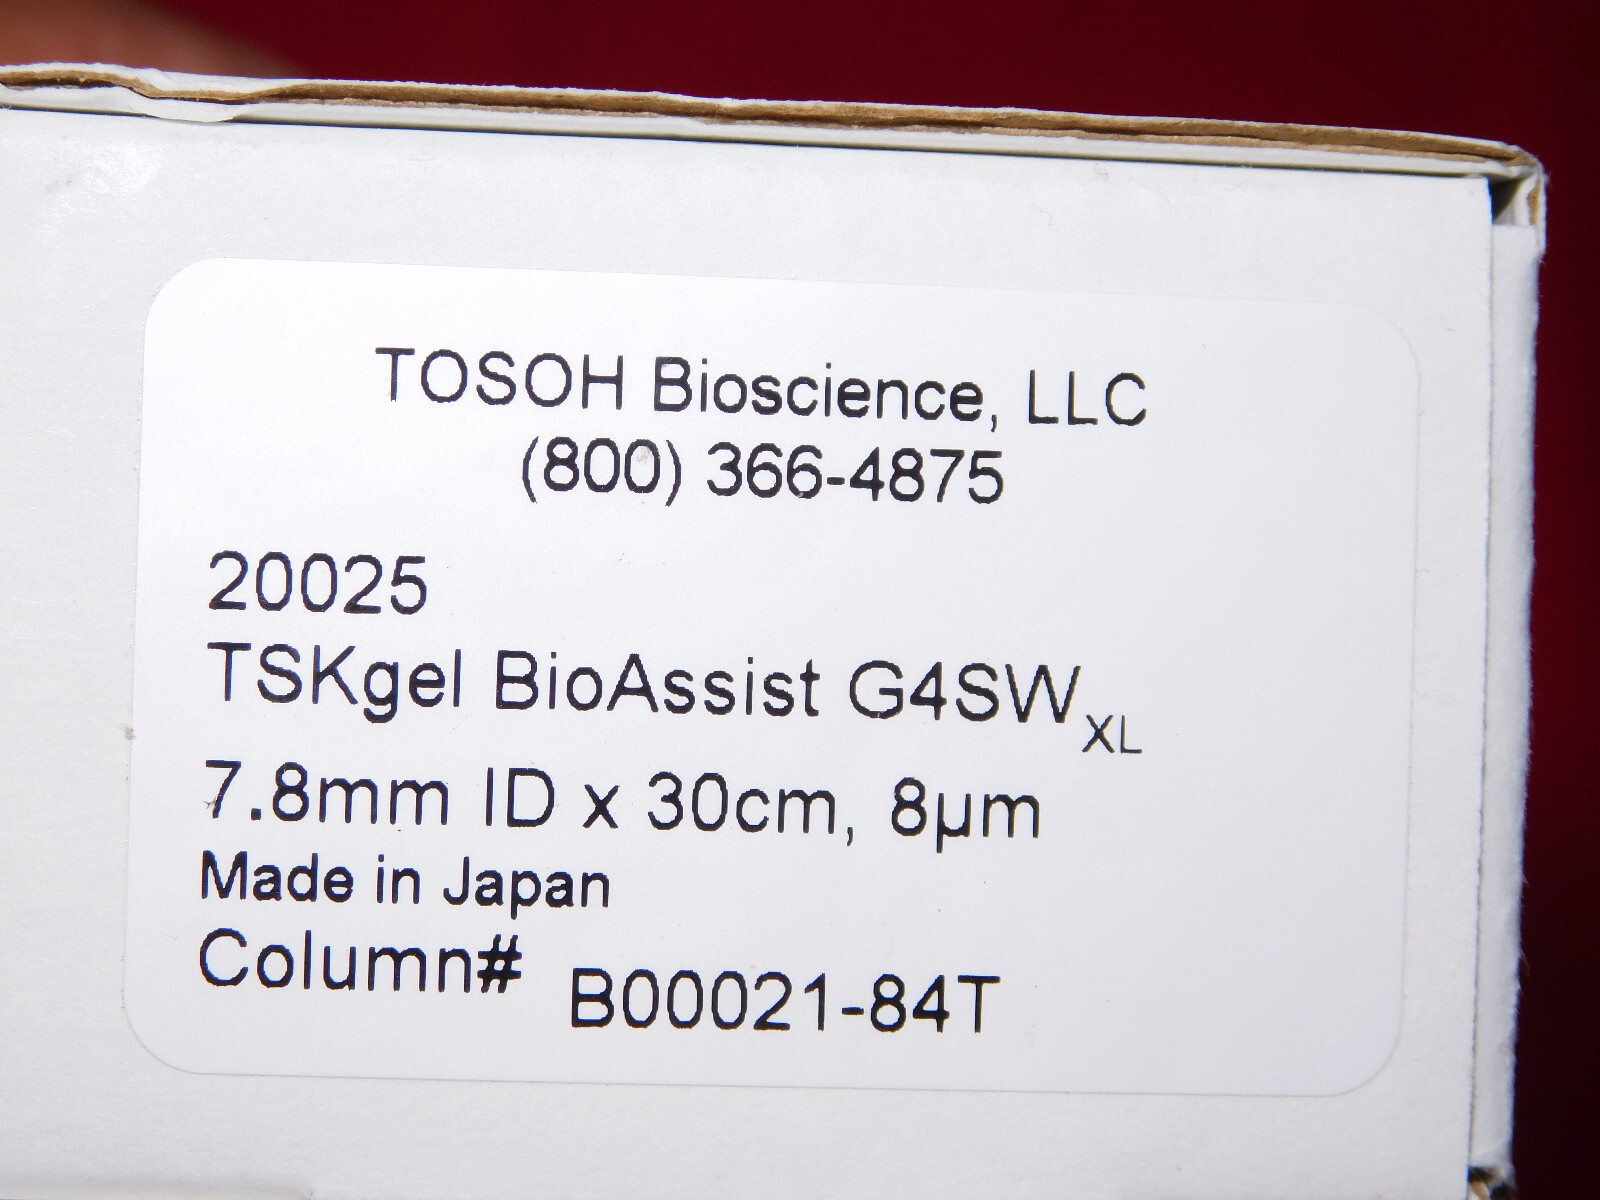 TOSOH Bioscience, LLC
(800) 366-4875
20025
TSKgel BioAssist G4SWXL
7.8mm ID x 30cm, 8µm
Made in Japan
Column# B00021-84T